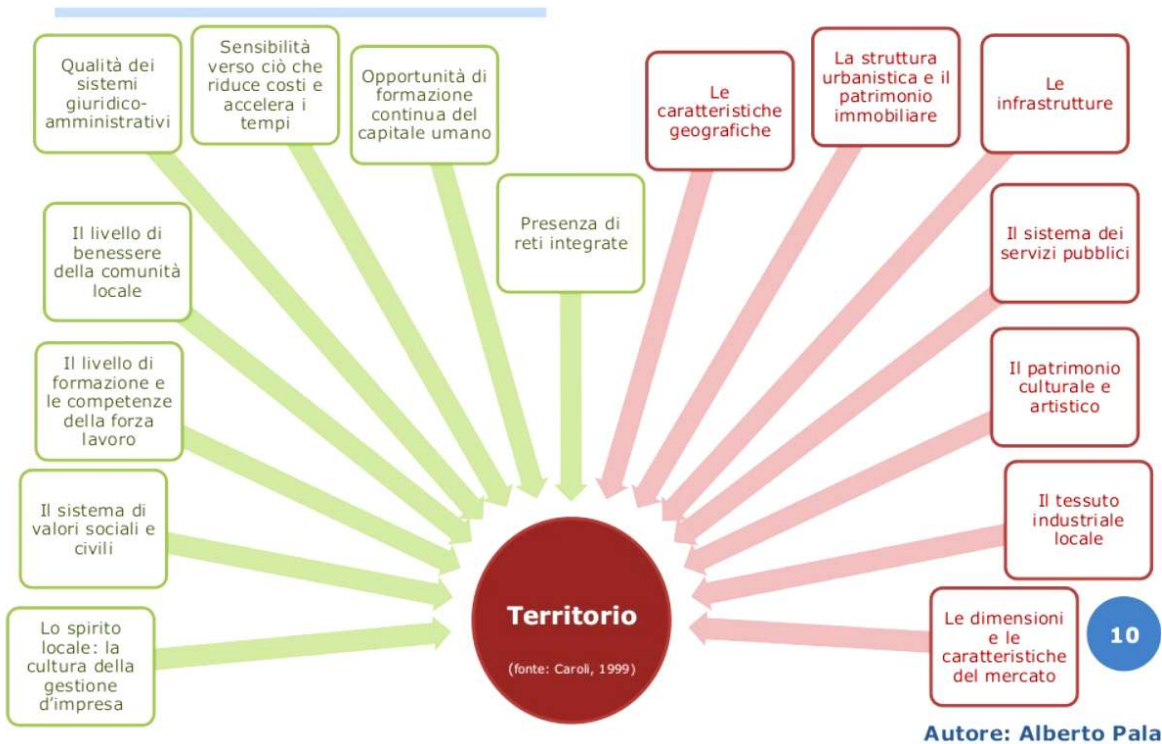 Qualità dei
sistemi
giuridico-
amministrativi
Sensibilità
verso ciò che
riduce costi e
accelera i
tempi
Opportunità di
formazione
continua del
capitale umano
Le
caratteristiche
geografiche
La struttura
urbanistica e il
patrimonio
immobiliare
Le
infrastrutture
Il livello di
benessere
della comunità
locale
Presenza di
reti integrate
Il sistema dei
servizi pubblici
Il livello di
formazione e
le competenze
della forza
lavoro
Il patrimonio
culturale e
artistico
Il sistema di
valori sociali e
civili
Il tessuto
industriale
locale
Lo spirito
locale: la
cultura della
gestione
d'impresa
Territorio
(fonte: Caroli, 1999)
Le dimensioni
e le
caratteristiche
del mercato
10
Autore: Alberto Pala